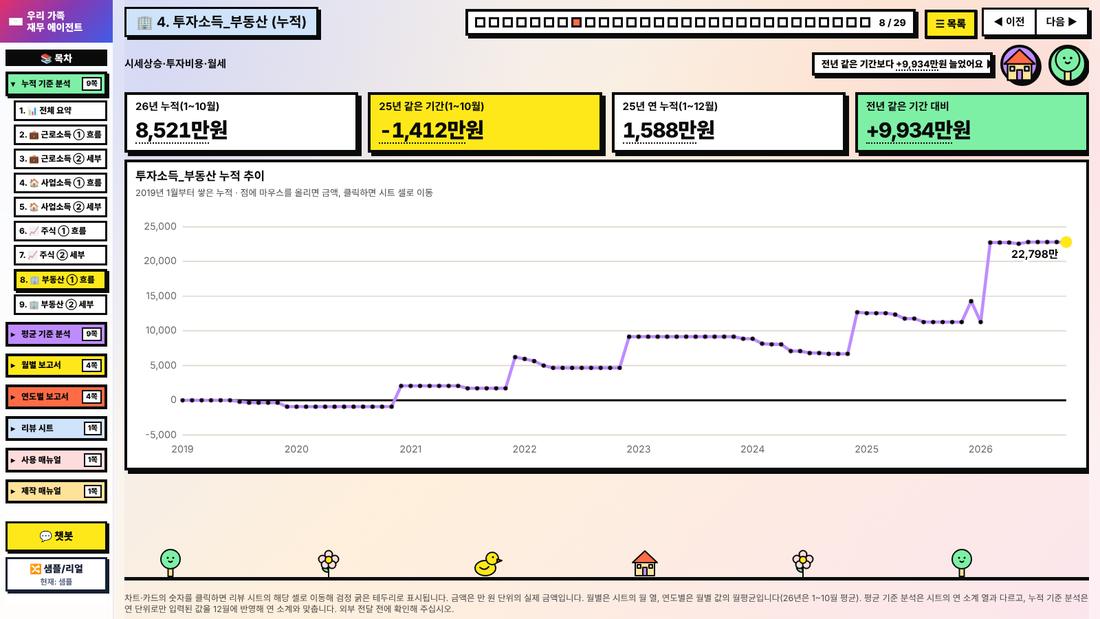 우리 가족
재무 에이전트
📚 목차
▼ 누적 기준 분석 9쪽
1. 📊 전체 요약
2. 💼 근로소득 ① 흐름
3. 💼 근로소득 ② 세부
4. 🏠 사업소득 ① 흐름
5. 🏠 사업소득 ② 세부
6. 📈 주식 ① 흐름
7. 📈 주식 ② 세부
8. 🏢 부동산 ① 흐름
9. 🏢 부동산 ② 세부
▶ 평균 기준 분석 9쪽
▶ 월별 보고서 4쪽
▶ 연도별 보고서 4쪽
▶ 리뷰 시트 1쪽
▶ 사용 매뉴얼 1쪽
▶ 제작 매뉴얼 1쪽
💬 챗봇
🔀 샘플/리얼
현재: 샘플
🏢 4. 투자소득_부동산 (누적)
8 / 29
☰ 목록
◀ 이전
다음 ▶
시세상승·투자비용·월세
전년 같은 기간보다 +9,934만원 늘었어요
26년 누적(1~10월)
8,521만원
25년 같은 기간(1~10월)
-1,412만원
25년 연 누적(1~12월)
1,588만원
전년 같은 기간 대비
+9,934만원
투자소득_부동산 누적 추이
2019년 1월부터 쌓은 누적 · 점에 마우스를 올리면 금액, 클릭하면 시트 셀로 이동
25,000
20,000
15,000
10,000
5,000
0
-5,000
22,798만
2019 2020 2021 2022 2023 2024 2025 2026
차트·카드의 숫자를 클릭하면 리뷰 시트의 해당 셀로 이동해 검정 굵은 테두리로 표시됩니다. 금액은 만 원 단위의 실제 금액입니다. 월별은 시트의 월 열, 연도별은 월별 값의 월평균입니다(26년은 1~10월 평균). 평균 기준 분석은 시트의 연 소계 열과 다르고, 누적 기준 분석은
연 단위로만 입력된 값을 12월에 반영해 연 소계와 맞춥니다. 외부 전달 전에 확인해 주십시오.